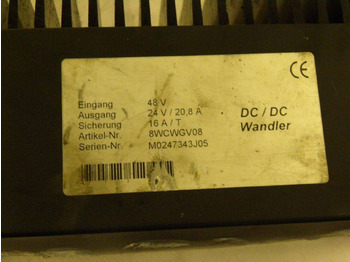 CE
Eingang 48 V
Ausgang 24 V / 20,8 A
Sicherung 16 A / T
Artikel-Nr. 8WCWGV08
Serien-Nr. M0247343J05
DC / DC
Wandler